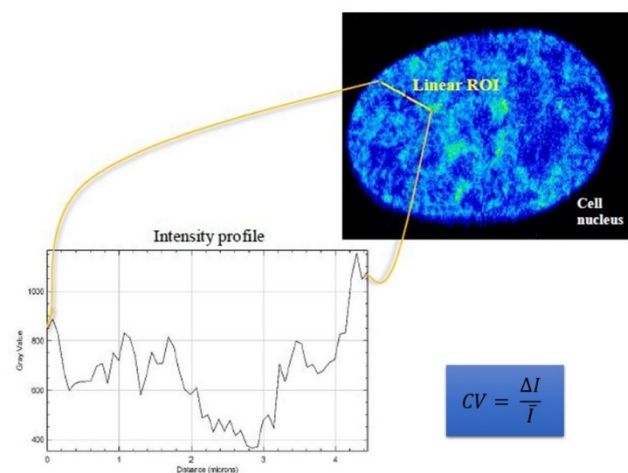 Linear ROI
Cell
nucleus
Intensity profile
1000
800
600
400
Gray Value
0
1
2
3
4
Distance (microns)
CV = ΔI / Ī